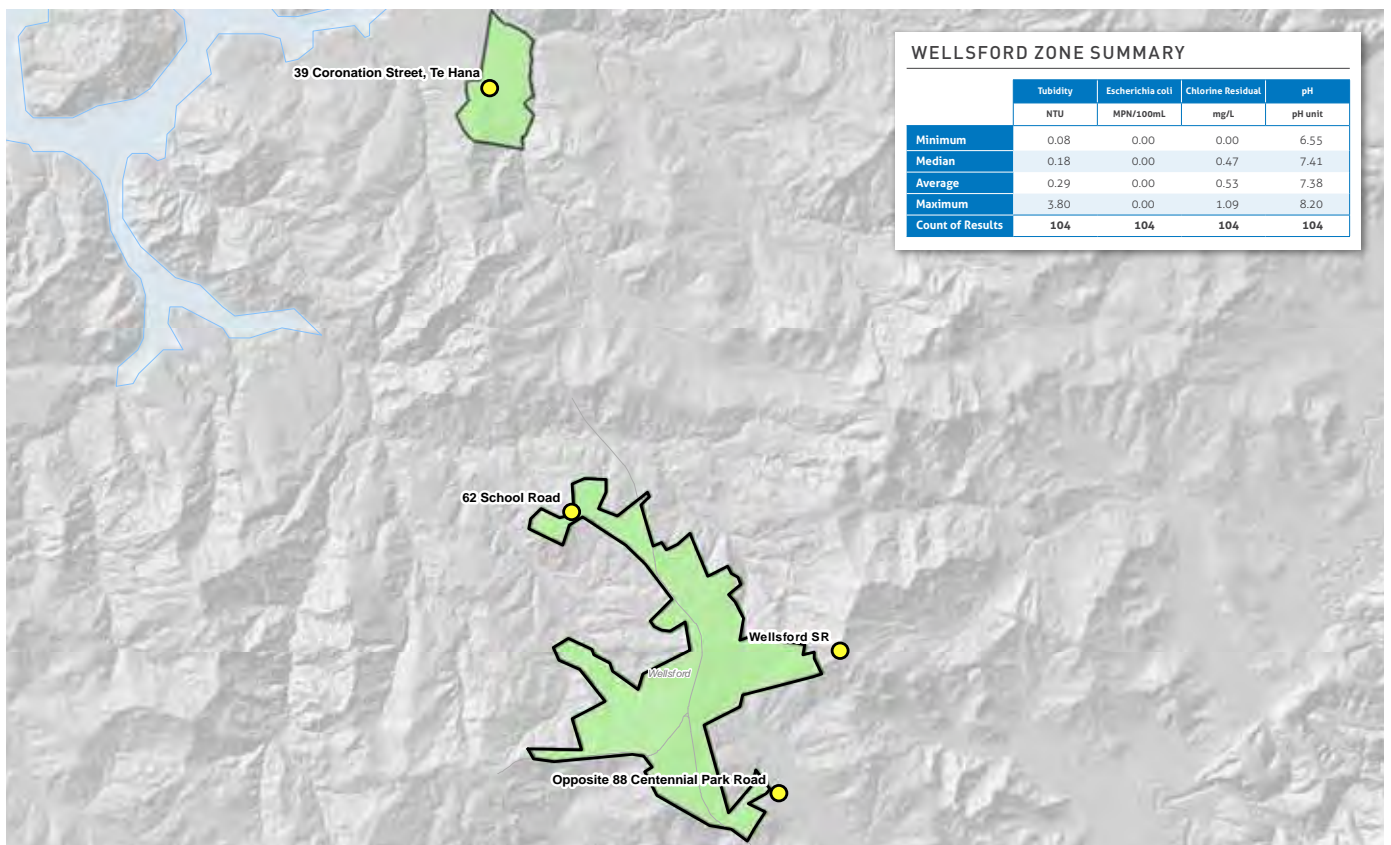 39 Coronation Street, Te Hana
WELLSFORD ZONE SUMMARY
Tubidity Escherichia coli Chlorine Residual pH
NTU MPN/100mL mg/L pH unit
Minimum 0.08 0.00 0.00 6.55
Median 0.18 0.00 0.47 7.41
Average 0.29 0.00 0.53 7.38
Maximum 3.80 0.00 1.09 8.20
Count of Results 104 104 104 104
62 School Road
Wellsford SR
Wellsford
Opposite 88 Centennial Park Road